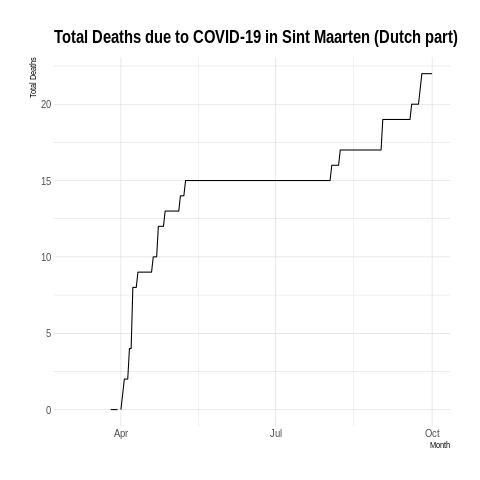 Total Deaths due to COVID-19 in Sint Maarten (Dutch part)
Total Deaths
20
15
10
5
0
Apr Jul Oct
Month